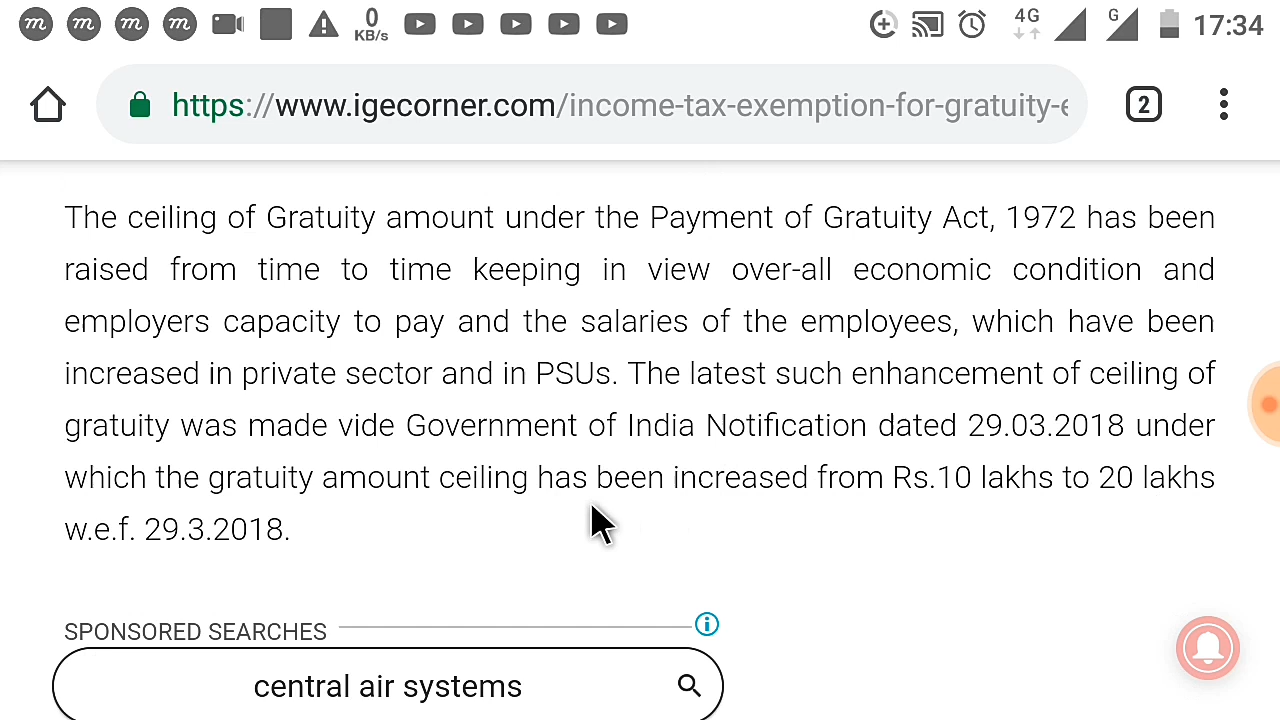 0
KB/s
4G
G
17:34
https://www.igecorner.com/income-tax-exemption-for-gratuity-e
2
The ceiling of Gratuity amount under the Payment of Gratuity Act, 1972 has been
raised from time to time keeping in view over-all economic condition and
employers capacity to pay and the salaries of the employees, which have been
increased in private sector and in PSUs. The latest such enhancement of ceiling of
gratuity was made vide Government of India Notification dated 29.03.2018 under
which the gratuity amount ceiling has been increased from Rs.10 lakhs to 20 lakhs
w.e.f. 29.3.2018.
SPONSORED SEARCHES
central air systems